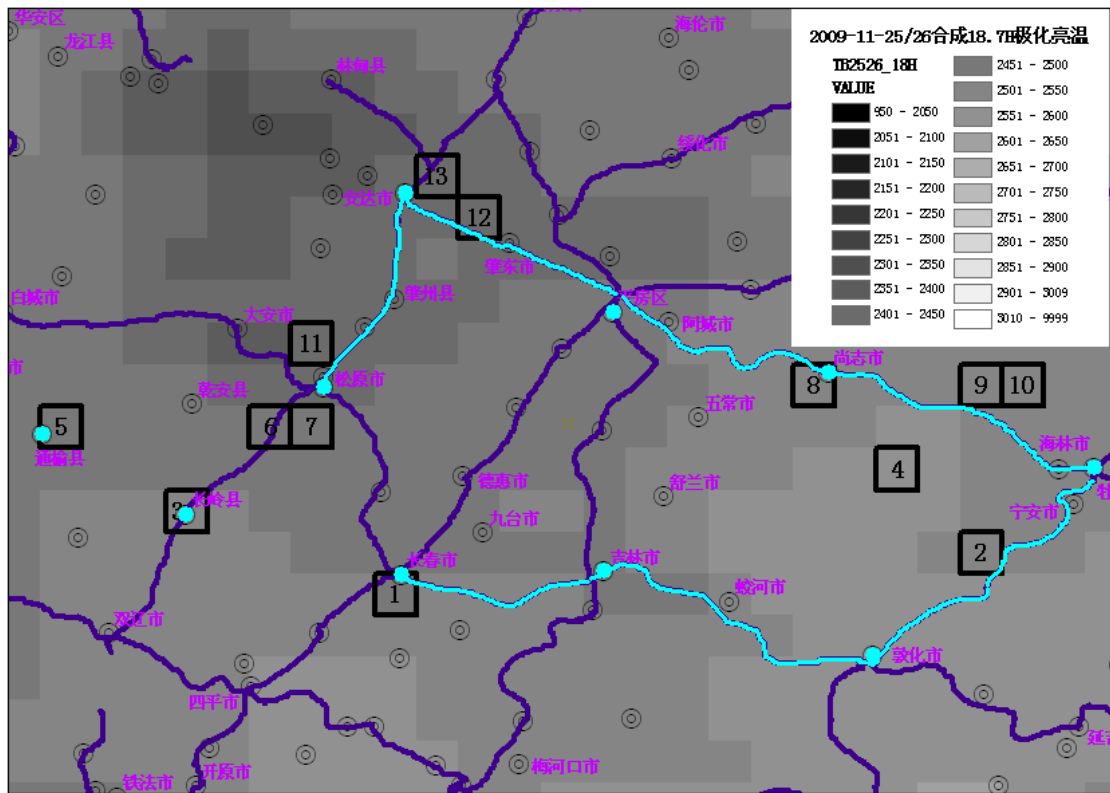 华安区
龙江县
海伦市
林甸县
绥化市
安达市
13
12
肇东市
白城市
大安市
肇州县
平房区
阿城市
11
松原市
乾安县
尚志市
8
9
10
五常市
5
6
7
通榆县
海林市
4
德惠市
舒兰市
长岭县
3
宁安市
牡
九台市
2
长春市
吉林市
1
蛟河市
双辽市
敦化市
四平市
延吉
铁法市
开原市
梅河口市
市
2009-11-25/26合成18.7H极化亮温
TB2526_18H
VALUE
950 - 2050
2051 - 2100
2101 - 2150
2151 - 2200
2201 - 2250
2251 - 2300
2301 - 2350
2351 - 2400
2401 - 2450
2451 - 2500
2501 - 2550
2551 - 2600
2601 - 2650
2651 - 2700
2701 - 2750
2751 - 2800
2801 - 2850
2851 - 2900
2901 - 3009
3010 - 9999